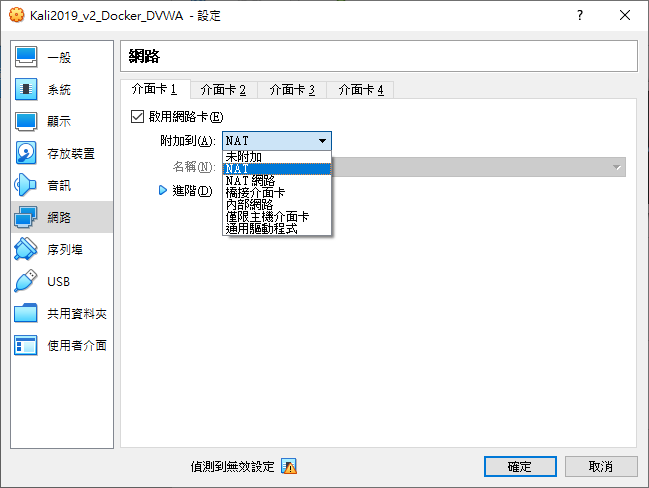 Kali2019_v2_Docker_DVWA - 設定
?
一般
系統
顯示
存放裝置
音訊
網路
序列埠
USB
共用資料夾
使用者介面
網路
介面卡 1 介面卡 2 介面卡 3 介面卡 4
啟用網路卡(E)
附加到(A): NAT
名稱(N):
進階(D)
未附加
NAT
NAT 網路
橋接介面卡
內部網路
僅限主機介面卡
通用驅動程式
偵測到無效設定
確定 取消